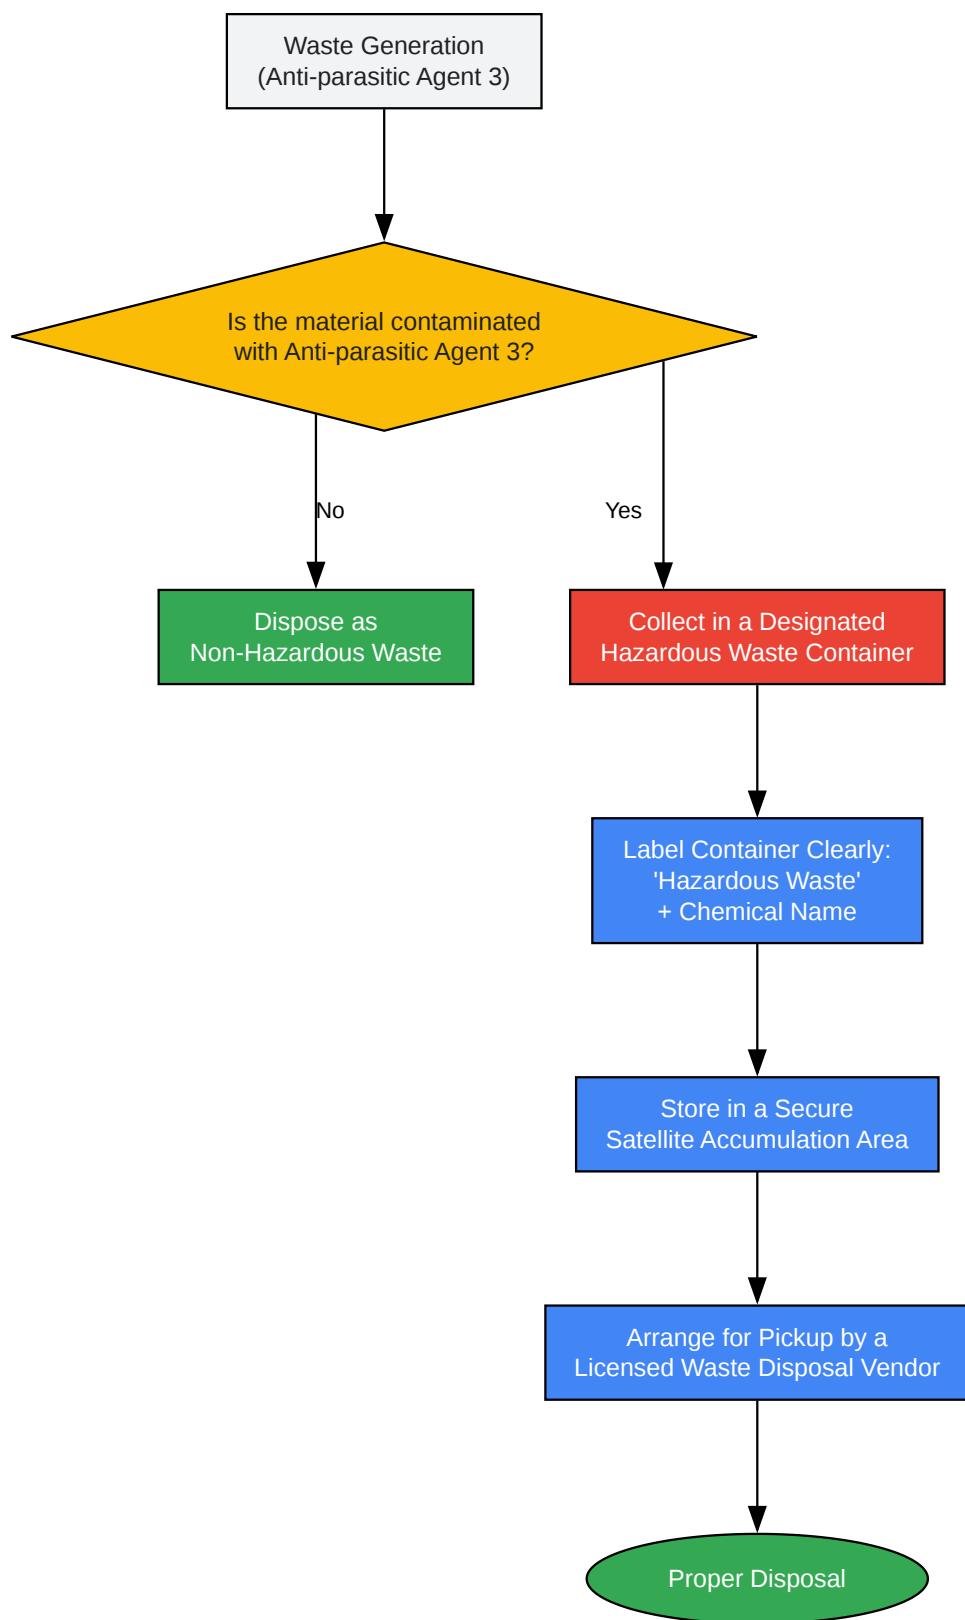 Waste Generation
(Anti-parasitic Agent 3)
Is the material contaminated
with Anti-parasitic Agent 3?
No
Yes
Dispose as
Non-Hazardous Waste
Collect in a Designated
Hazardous Waste Container
Label Container Clearly:
'Hazardous Waste'
+ Chemical Name
Store in a Secure
Satellite Accumulation Area
Arrange for Pickup by a
Licensed Waste Disposal Vendor
Proper Disposal